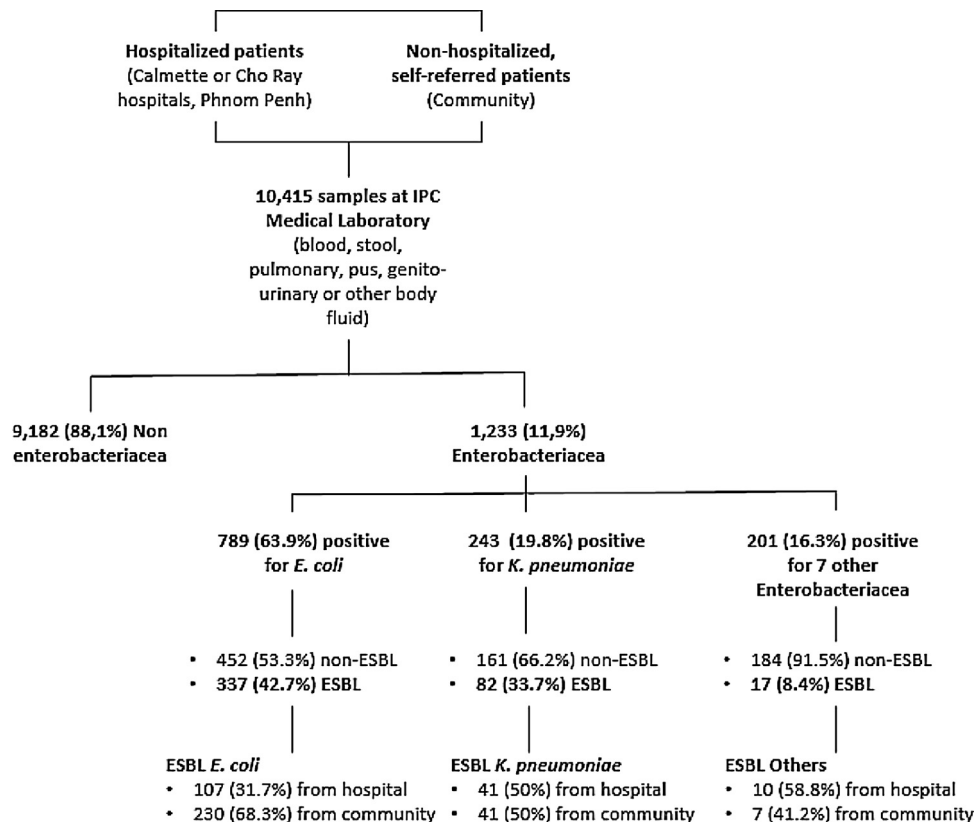 Hospitalized patients
(Calmette or Cho Ray
hospitals, Phnom Penh)
Non-hospitalized,
self-referred patients
(Community)
10,415 samples at IPC
Medical Laboratory
(blood, stool,
pulmonary, pus, genito-
urinary or other body
fluid)
9,182 (88,1%) Non
enterobacteriacea
1,233 (11,9%)
Enterobacteriacea
789 (63.9%) positive
for E. coli
243 (19.8%) positive
for K. pneumoniae
201 (16.3%) positive
for 7 other
Enterobacteriacea
• 452 (53.3%) non-ESBL
• 337 (42.7%) ESBL
• 161 (66.2%) non-ESBL
• 82 (33.7%) ESBL
• 184 (91.5%) non-ESBL
• 17 (8.4%) ESBL
ESBL E. coli
• 107 (31.7%) from hospital
• 230 (68.3%) from community
ESBL K. pneumoniae
• 41 (50%) from hospital
• 41 (50%) from community
ESBL Others
• 10 (58.8%) from hospital
• 7 (41.2%) from community